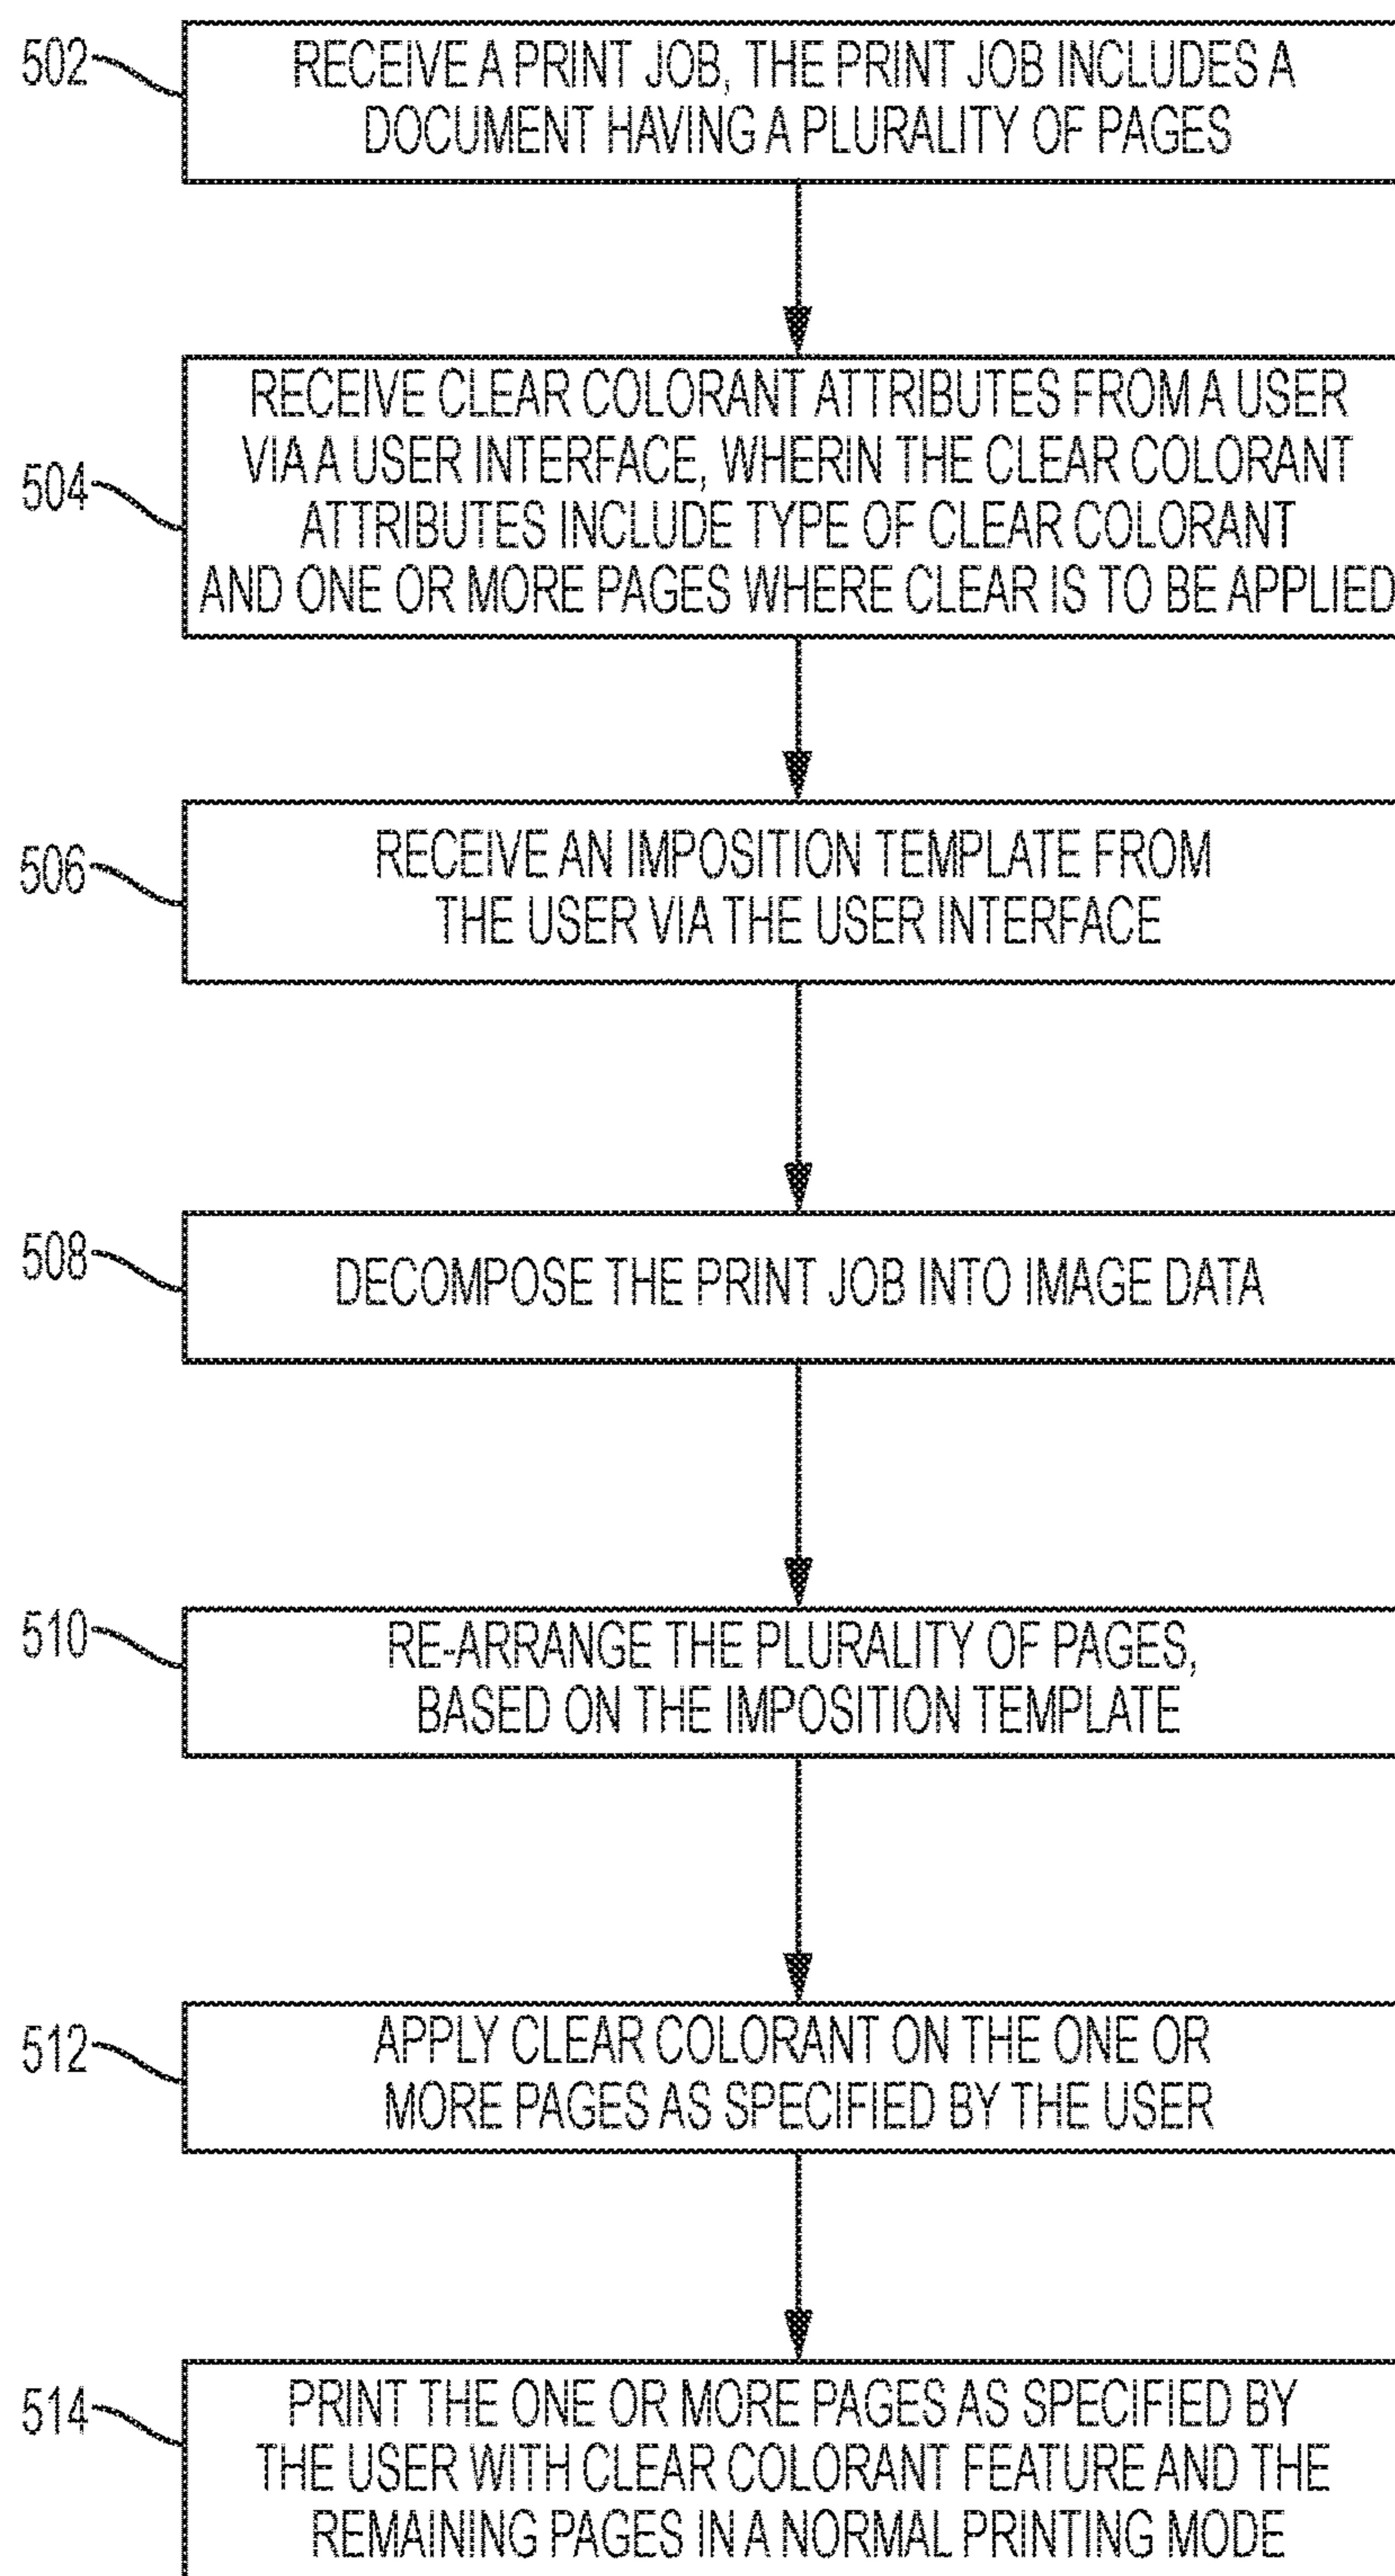 502
RECEIVE A PRINT JOB, THE PRINT JOB INCLUDES A
DOCUMENT HAVING A PLURALITY OF PAGES
504
RECEIVE CLEAR COLORANT ATTRIBUTES FROM A USER
VIA A USER INTERFACE, WHERIN THE CLEAR COLORANT
ATTRIBUTES INCLUDE TYPE OF CLEAR COLORANT
AND ONE OR MORE PAGES WHERE CLEAR IS TO BE APPLIED
506
RECEIVE AN IMPOSITION TEMPLATE FROM
THE USER VIA THE USER INTERFACE
508
DECOMPOSE THE PRINT JOB INTO IMAGE DATA
510
RE-ARRANGE THE PLURALITY OF PAGES,
BASED ON THE IMPOSITION TEMPLATE
512
APPLY CLEAR COLORANT ON THE ONE OR
MORE PAGES AS SPECIFIED BY THE USER
514
PRINT THE ONE OR MORE PAGES AS SPECIFIED BY
THE USER WITH CLEAR COLORANT FEATURE AND THE
REMAINING PAGES IN A NORMAL PRINTING MODE